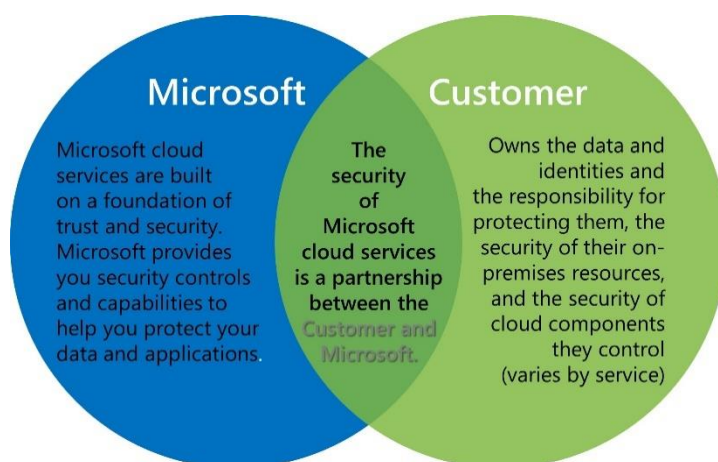 Microsoft
Customer
Microsoft cloud
services are built
on a foundation of
trust and security.
Microsoft provides
you security controls
and capabilities to
help you protect your
data and applications.
The
security
of
Microsoft
cloud services
is a partnership
between the
Customer and
Microsoft.
Owns the data and
identities and
the responsibility for
protecting them, the
security of their on-
premises resources,
and the security of
cloud components
they control
(varies by service)